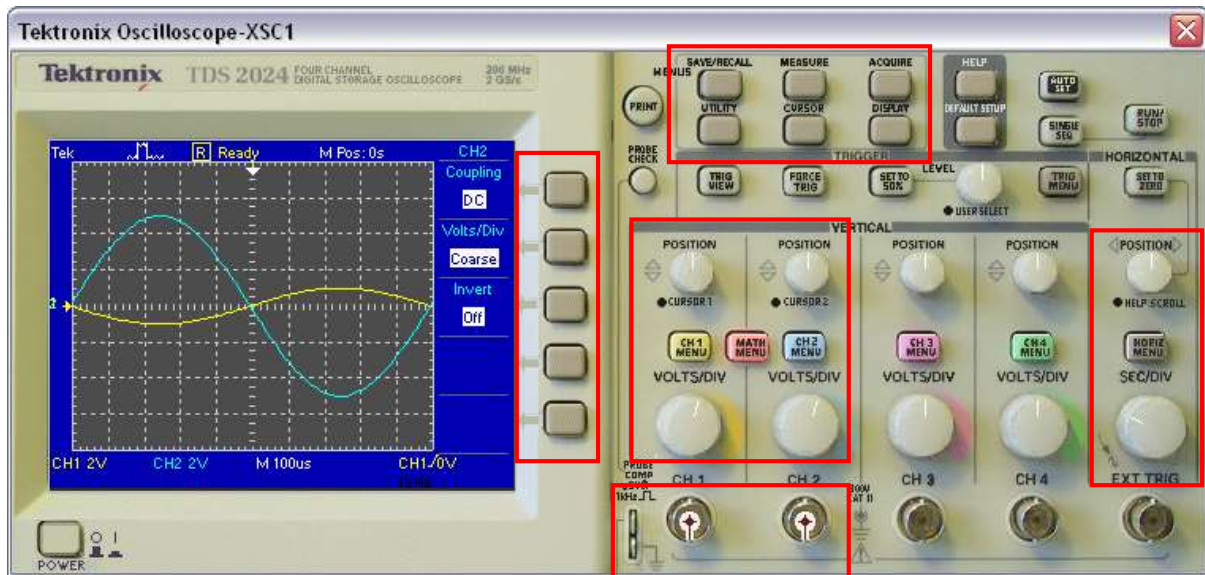 Tektronix Oscilloscope-XSC1
Tektronix TDS 2024 FOUR CHANNEL DIGITAL STORAGE OSCILLOSCOPE 200 MHz 2 GS/s
MENUS
SAVE/RECALL MEASURE ACQUIRE HELP
AUTO SET
PRINT
UTILITY CURSOR DISPLAY DEFAULT SETUP
SINGLE SEQ
RUN/STOP
PROBE CHECK
TRIGGER
HORIZONTAL
TRIG VIEW
FORCE TRIG
SET TO 50%
LEVEL
USER SELECT
TRIG MENU
SET TO ZERO
VERTICAL
POSITION POSITION POSITION POSITION POSITION
CURSOR 1 CURSOR 2 HELP SCROLL
CH 1 MENU
MATH MENU
CH 2 MENU
CH 3 MENU
CH 4 MENU
HORIZ MENU
VOLTS/DIV VOLTS/DIV VOLTS/DIV VOLTS/DIV SEC/DIV
PROBE COMP
1kHz
CH 1 CH 2 CH 3 CH 4 EXT TRIG
Tek R Ready M Pos: 0s CH2
Coupling
DC
Volts/Div
Coarse
Invert
Off
CH1 2V CH2 2V M 100us CH1 / 0V
POWER